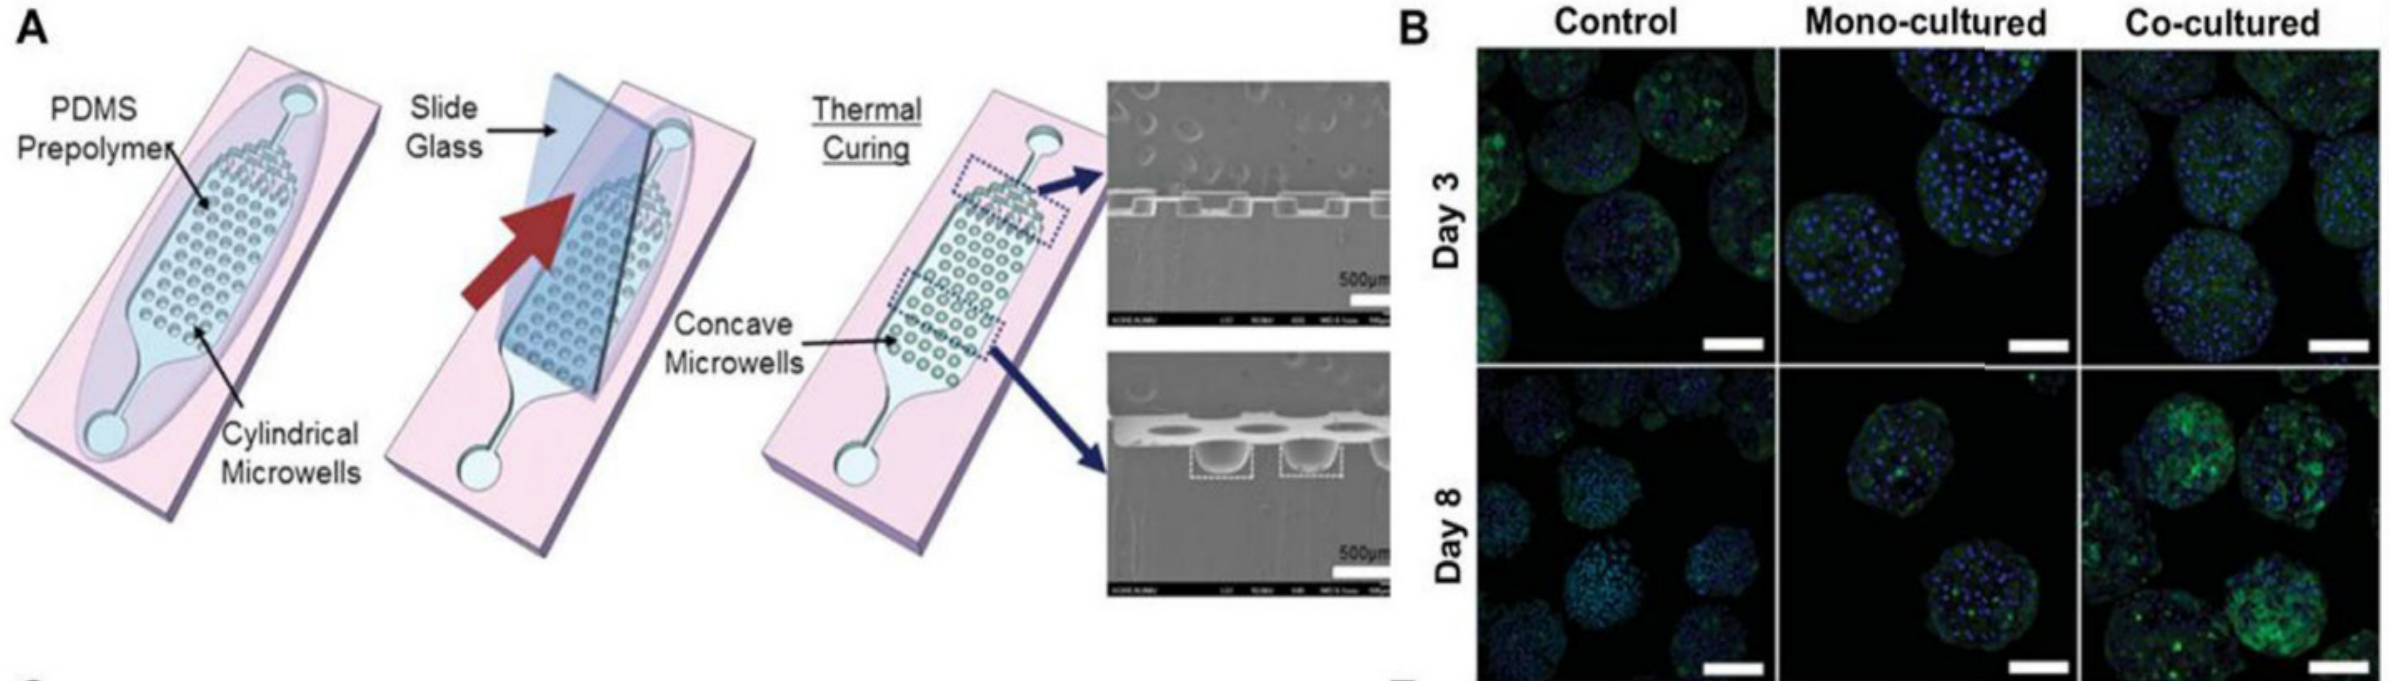 A
PDMS
Prepolymer
Cylindrical
Microwells
Slide
Glass
Thermal
Curing
Concave
Microwells
500μm
500μm
B
Control
Mono-cultured
Co-cultured
Day 3
Day 8